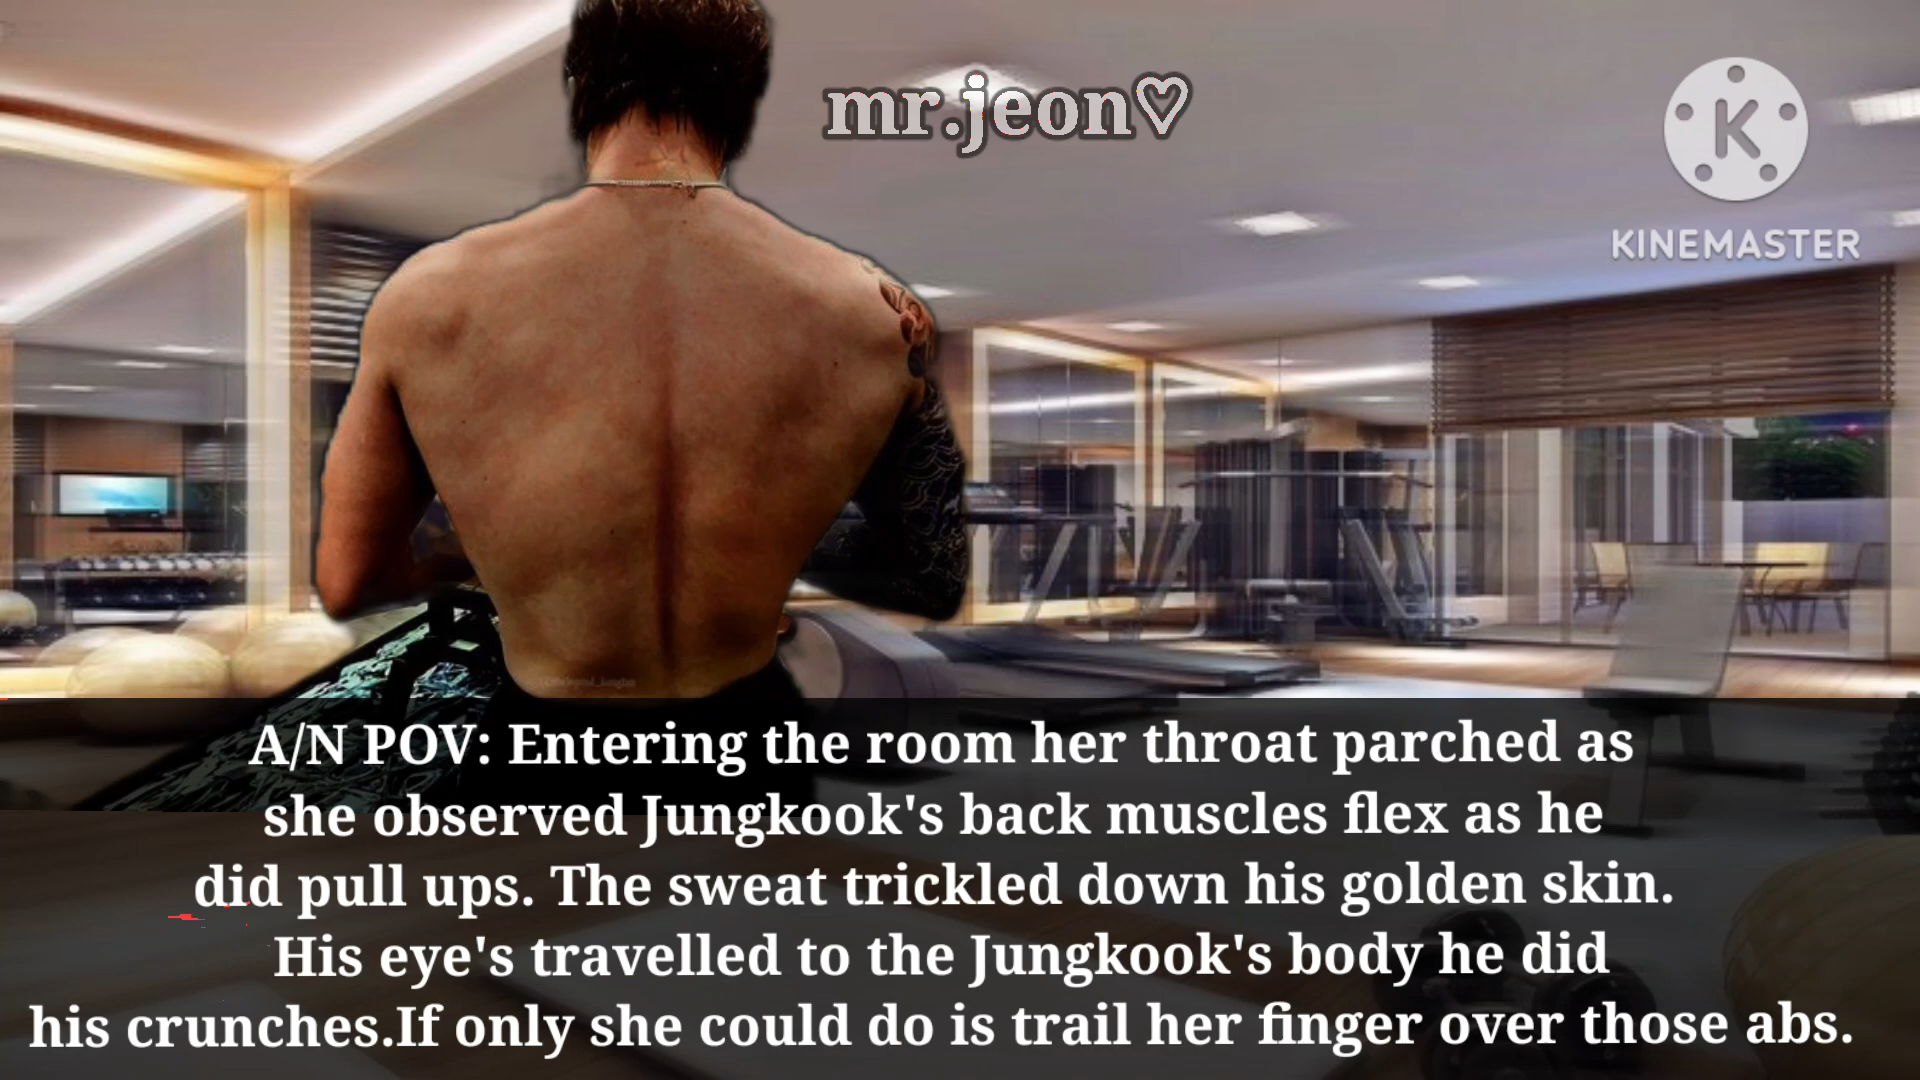 mr.jeon♡
K
KINEMASTER
A/N POV: Entering the room her throat parched as
she observed Jungkook's back muscles flex as he
did pull ups. The sweat trickled down his golden skin.
His eye's travelled to the Jungkook's body he did
his crunches.If only she could do is trail her finger over those abs.